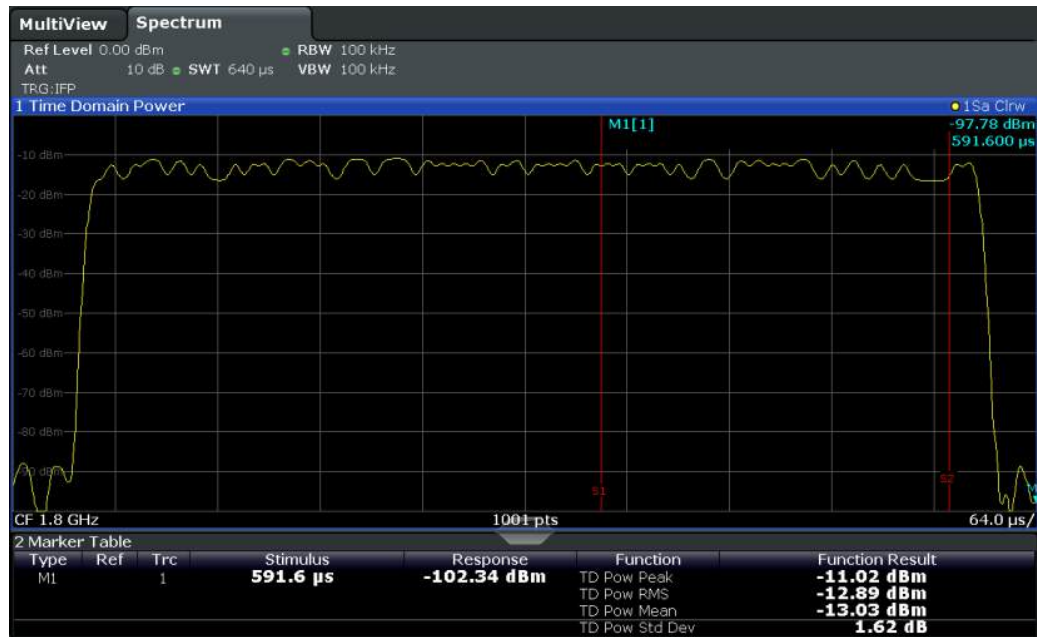 MultiView Spectrum
Ref Level 0.00 dBm RBW 100 kHz
Att 10 dB SWT 640 µs VBW 100 kHz
TRG:IFP
1 Time Domain Power 1Sa Clrw
M1[1] -97.78 dBm
591.600 µs
-10 dBm
-20 dBm
-30 dBm
-40 dBm
-50 dBm
-60 dBm
-70 dBm
-80 dBm
-90 dBm
S1 S2
CF 1.8 GHz 1001 pts 64.0 µs/
2 Marker Table
Type Ref Trc Stimulus Response Function Function Result
M1 1 591.6 µs -102.34 dBm TD Pow Peak -11.02 dBm
TD Pow RMS -12.89 dBm
TD Pow Mean -13.03 dBm
TD Pow Std Dev 1.62 dB